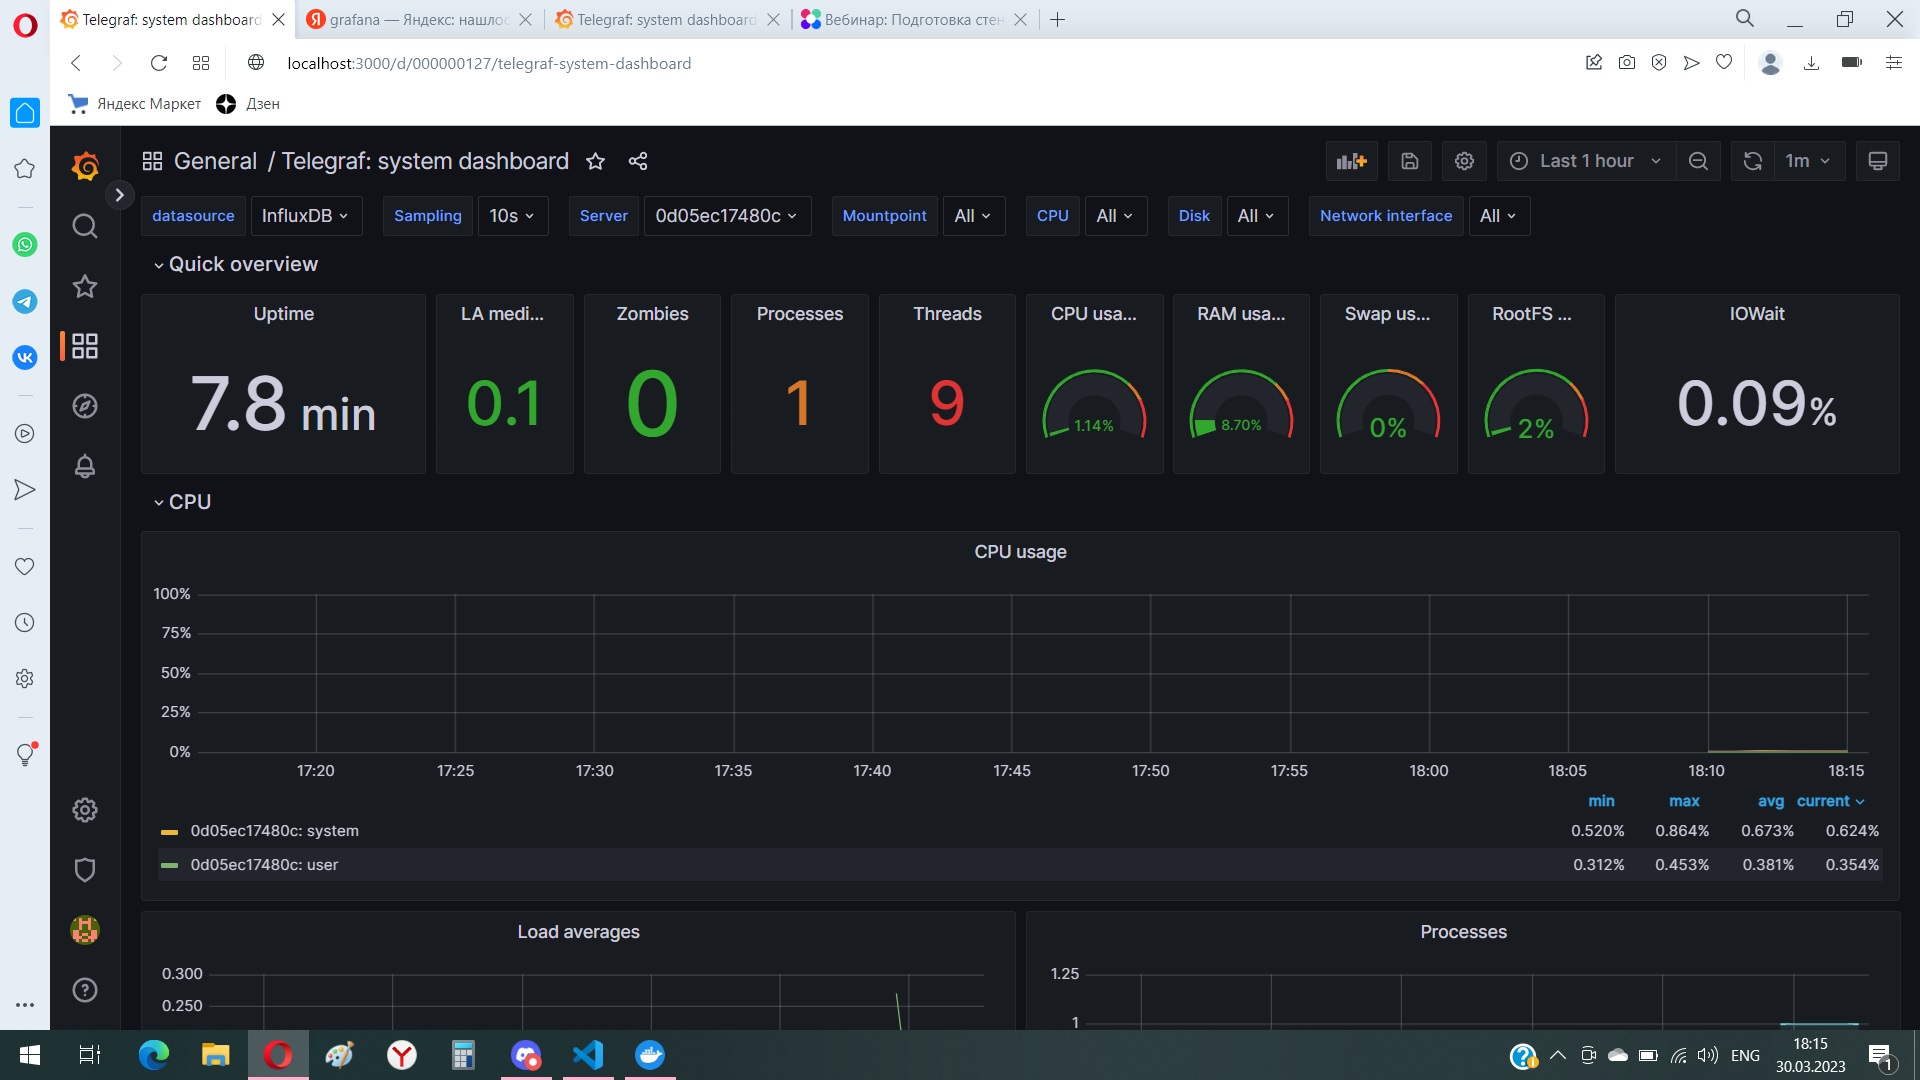 Telegraf: system dashboard
grafana — Яндекс: нашлос
Telegraf: system dashboard
Вебинар: Подготовка стен
localhost:3000/d/000000127/telegraf-system-dashboard
Яндекс Маркет
Дзен
General / Telegraf: system dashboard
Last 1 hour
1m
datasource InfluxDB
Sampling 10s
Server 0d05ec17480c
Mountpoint All
CPU All
Disk All
Network interface All
Quick overview
Uptime
7.8 min
LA medi...
0.1
Zombies
0
Processes
1
Threads
9
CPU usa...
1.14%
RAM usa...
8.70%
Swap us...
0%
RootFS ...
2%
IOWait
0.09%
CPU
CPU usage
100%
75%
50%
25%
0%
17:20 17:25 17:30 17:35 17:40 17:45 17:50 17:55 18:00 18:05 18:10 18:15
min max avg current
0d05ec17480c: system 0.520% 0.864% 0.673% 0.624%
0d05ec17480c: user 0.312% 0.453% 0.381% 0.354%
Load averages
0.300
0.250
Processes
1.25
1
ENG
18:15
30.03.2023
1